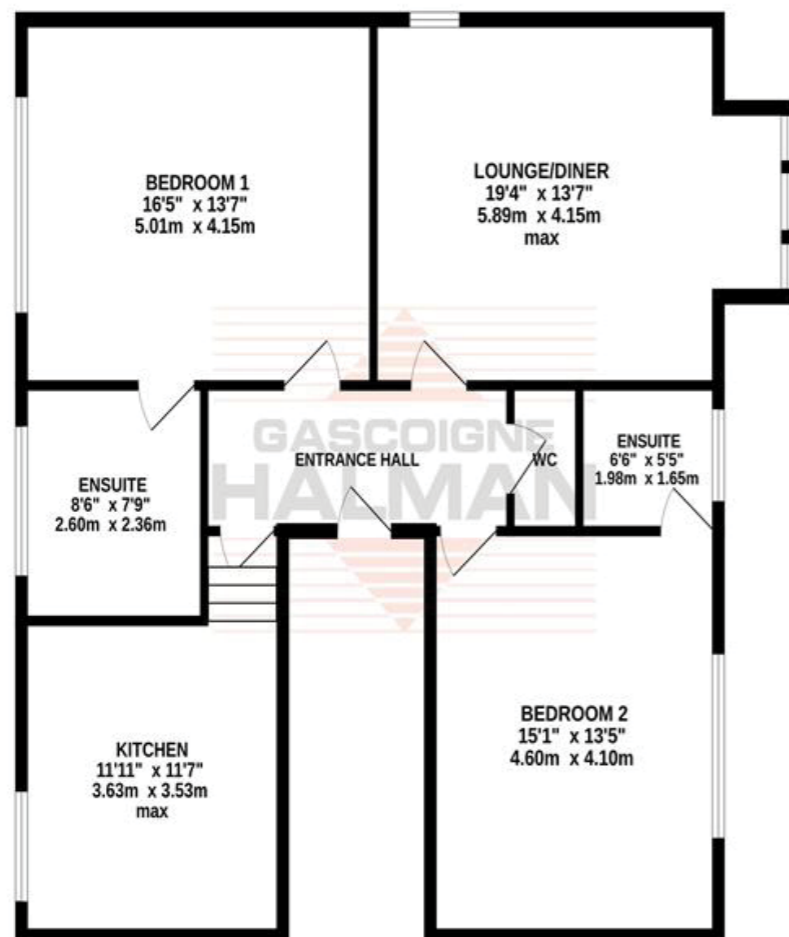 BEDROOM 1
16'5" x 13'7"
5.01m x 4.15m
LOUNGE/DINER
19'4" x 13'7"
5.89m x 4.15m
max
GASCOIGNE
HALMAN
ENTRANCE HALL
WC
ENSUITE
6'6" x 5'5"
1.98m x 1.65m
ENSUITE
8'6" x 7'9"
2.60m x 2.36m
KITCHEN
11'11" x 11'7"
3.63m x 3.53m
max
BEDROOM 2
15'1" x 13'5"
4.60m x 4.10m